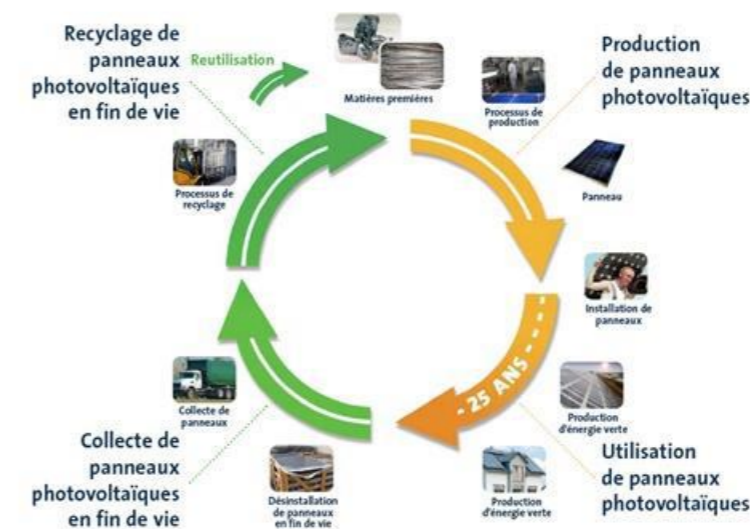 Recyclage de
panneaux
photovoltaïques
en fin de vie
Reutilisation
Matières premières
Processus de
production
Production
de panneaux
photovoltaïques
Panneau
Processus de
recyclage
Installation de
panneaux
- 25 ANS - - -
Collecte de
panneaux
Production
d'énergie verte
Collecte de
panneaux
photovoltaïques
en fin de vie
Désinstallation
de panneaux
en fin de vie
Production
d'énergie verte
Utilisation
de panneaux
photovoltaïques